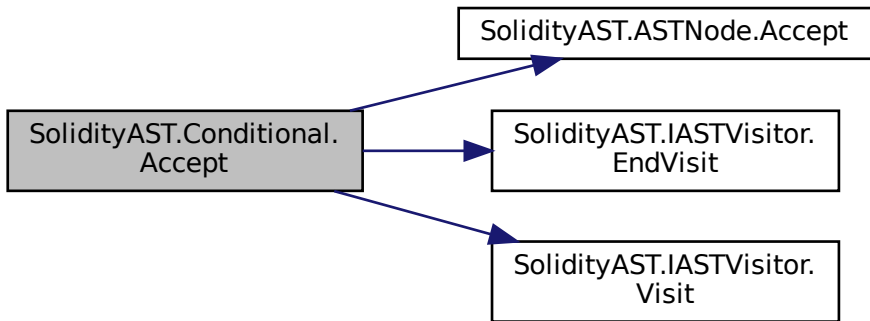 SolidityAST.ASTNode.Accept
SolidityAST.Conditional.
Accept
SolidityAST.IASTVisitor.
EndVisit
SolidityAST.IASTVisitor.
Visit